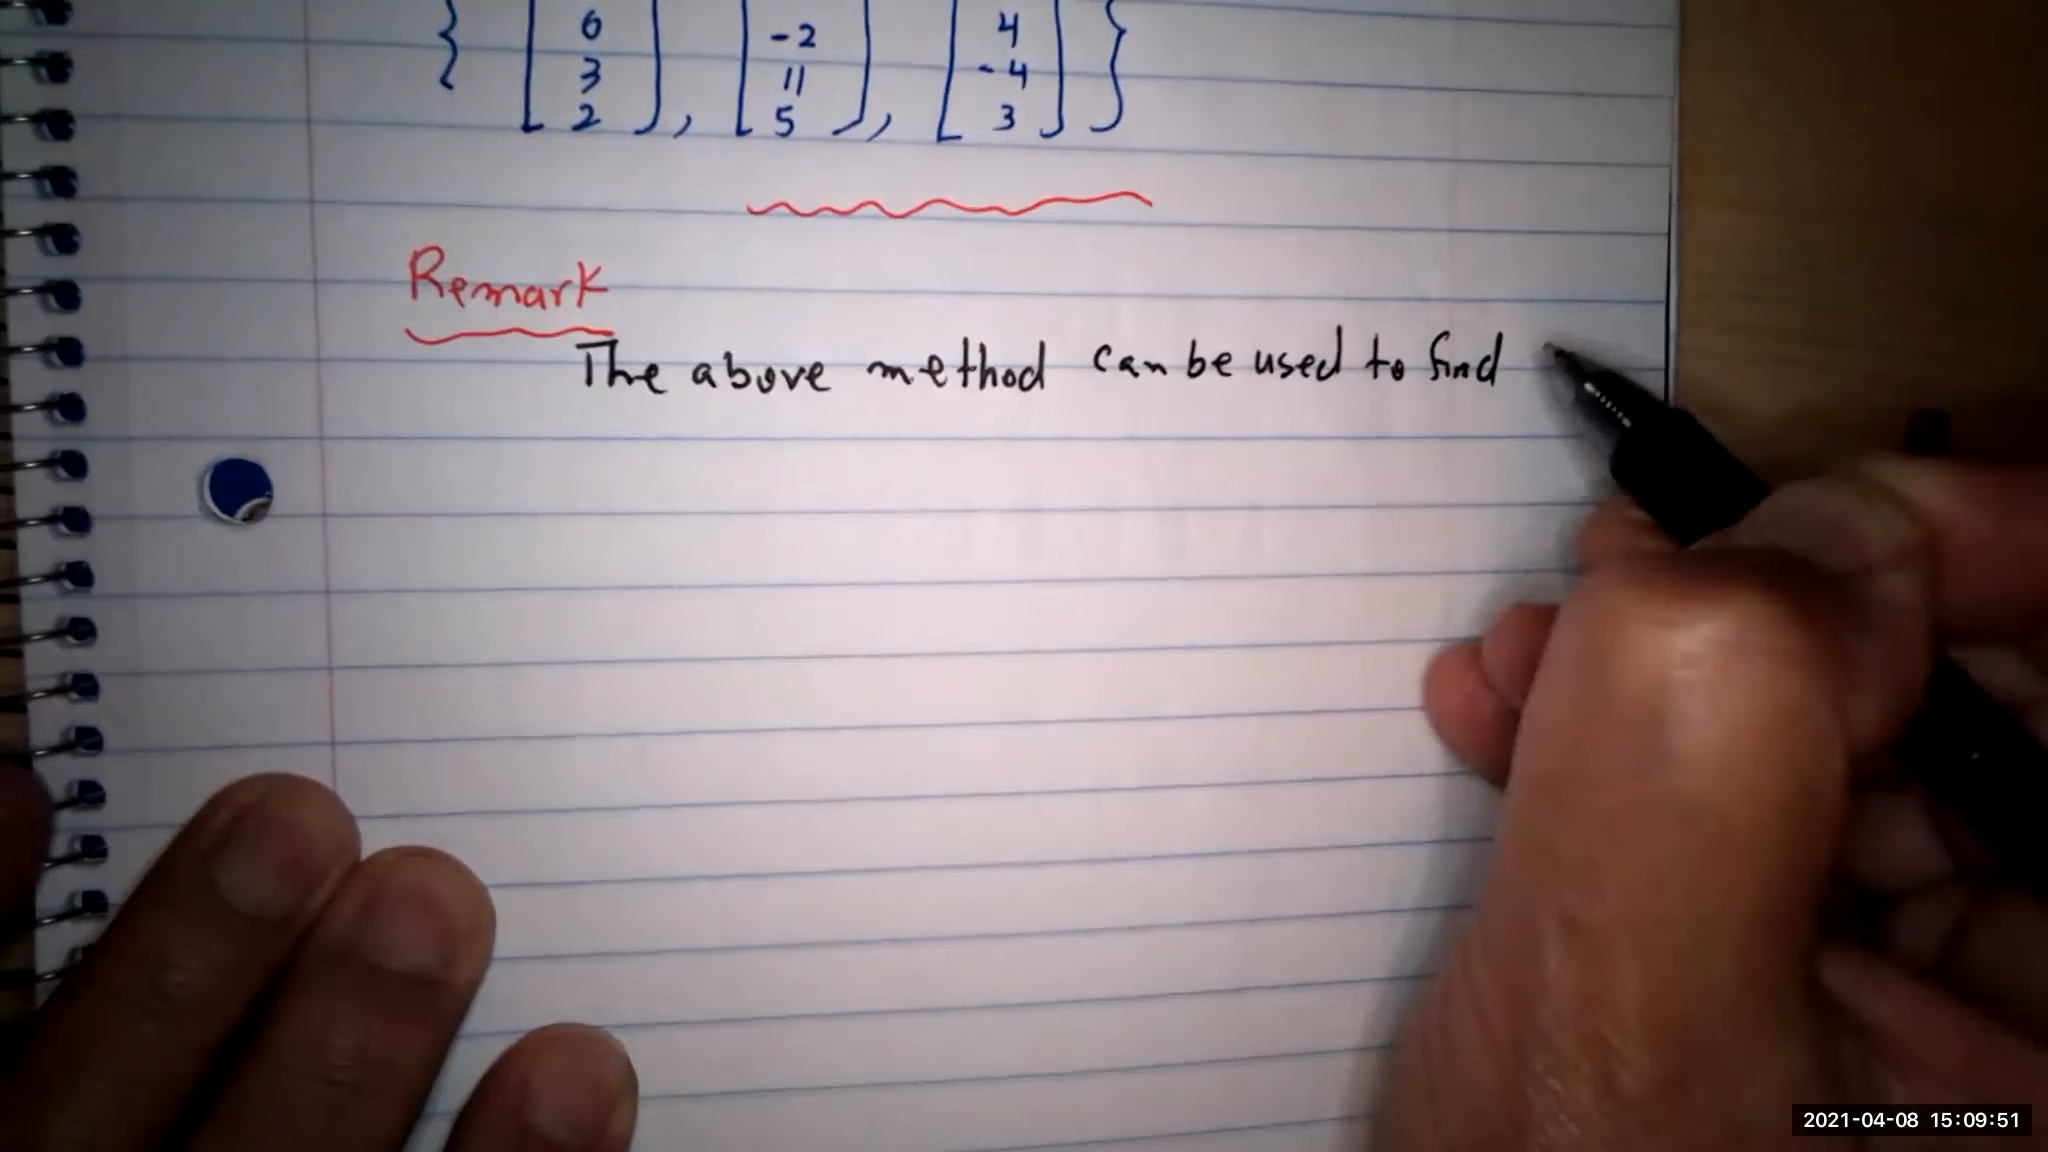 { [ 0 ], [ -2 ], [ 4 ] }
3 11 -4
2 5 3
Remark
The above method can be used to find
2021-04-08 15:09:51